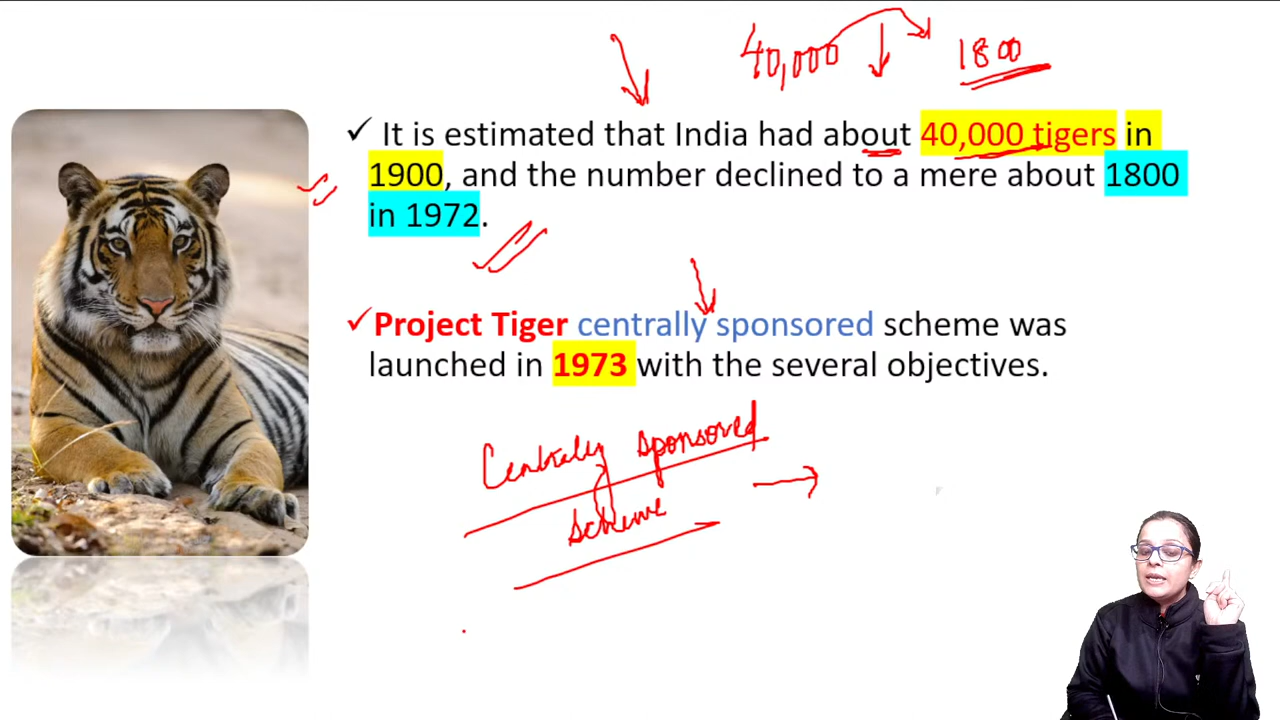 40,000 1800
✓ It is estimated that India had about 40,000 tigers in
1900, and the number declined to a mere about 1800
in 1972.
✓Project Tiger centrally sponsored scheme was
launched in 1973 with the several objectives.
Centrally sponsored
scheme